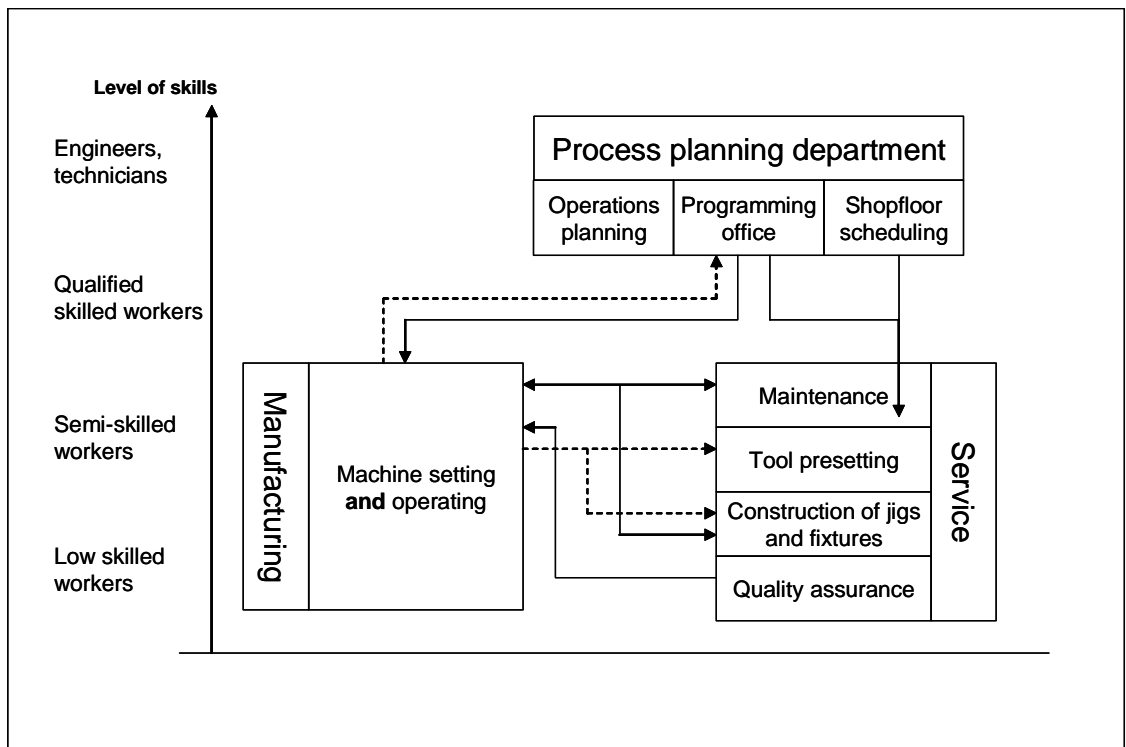 Level of skills
Engineers,
technicians
Qualified
skilled workers
Semi-skilled
workers
Low skilled
workers
Process planning department
Operations
planning
Programming
office
Shopfloor
scheduling
Manufacturing
Machine setting
and operating
Maintenance
Tool presetting
Construction of jigs
and fixtures
Quality assurance
Service